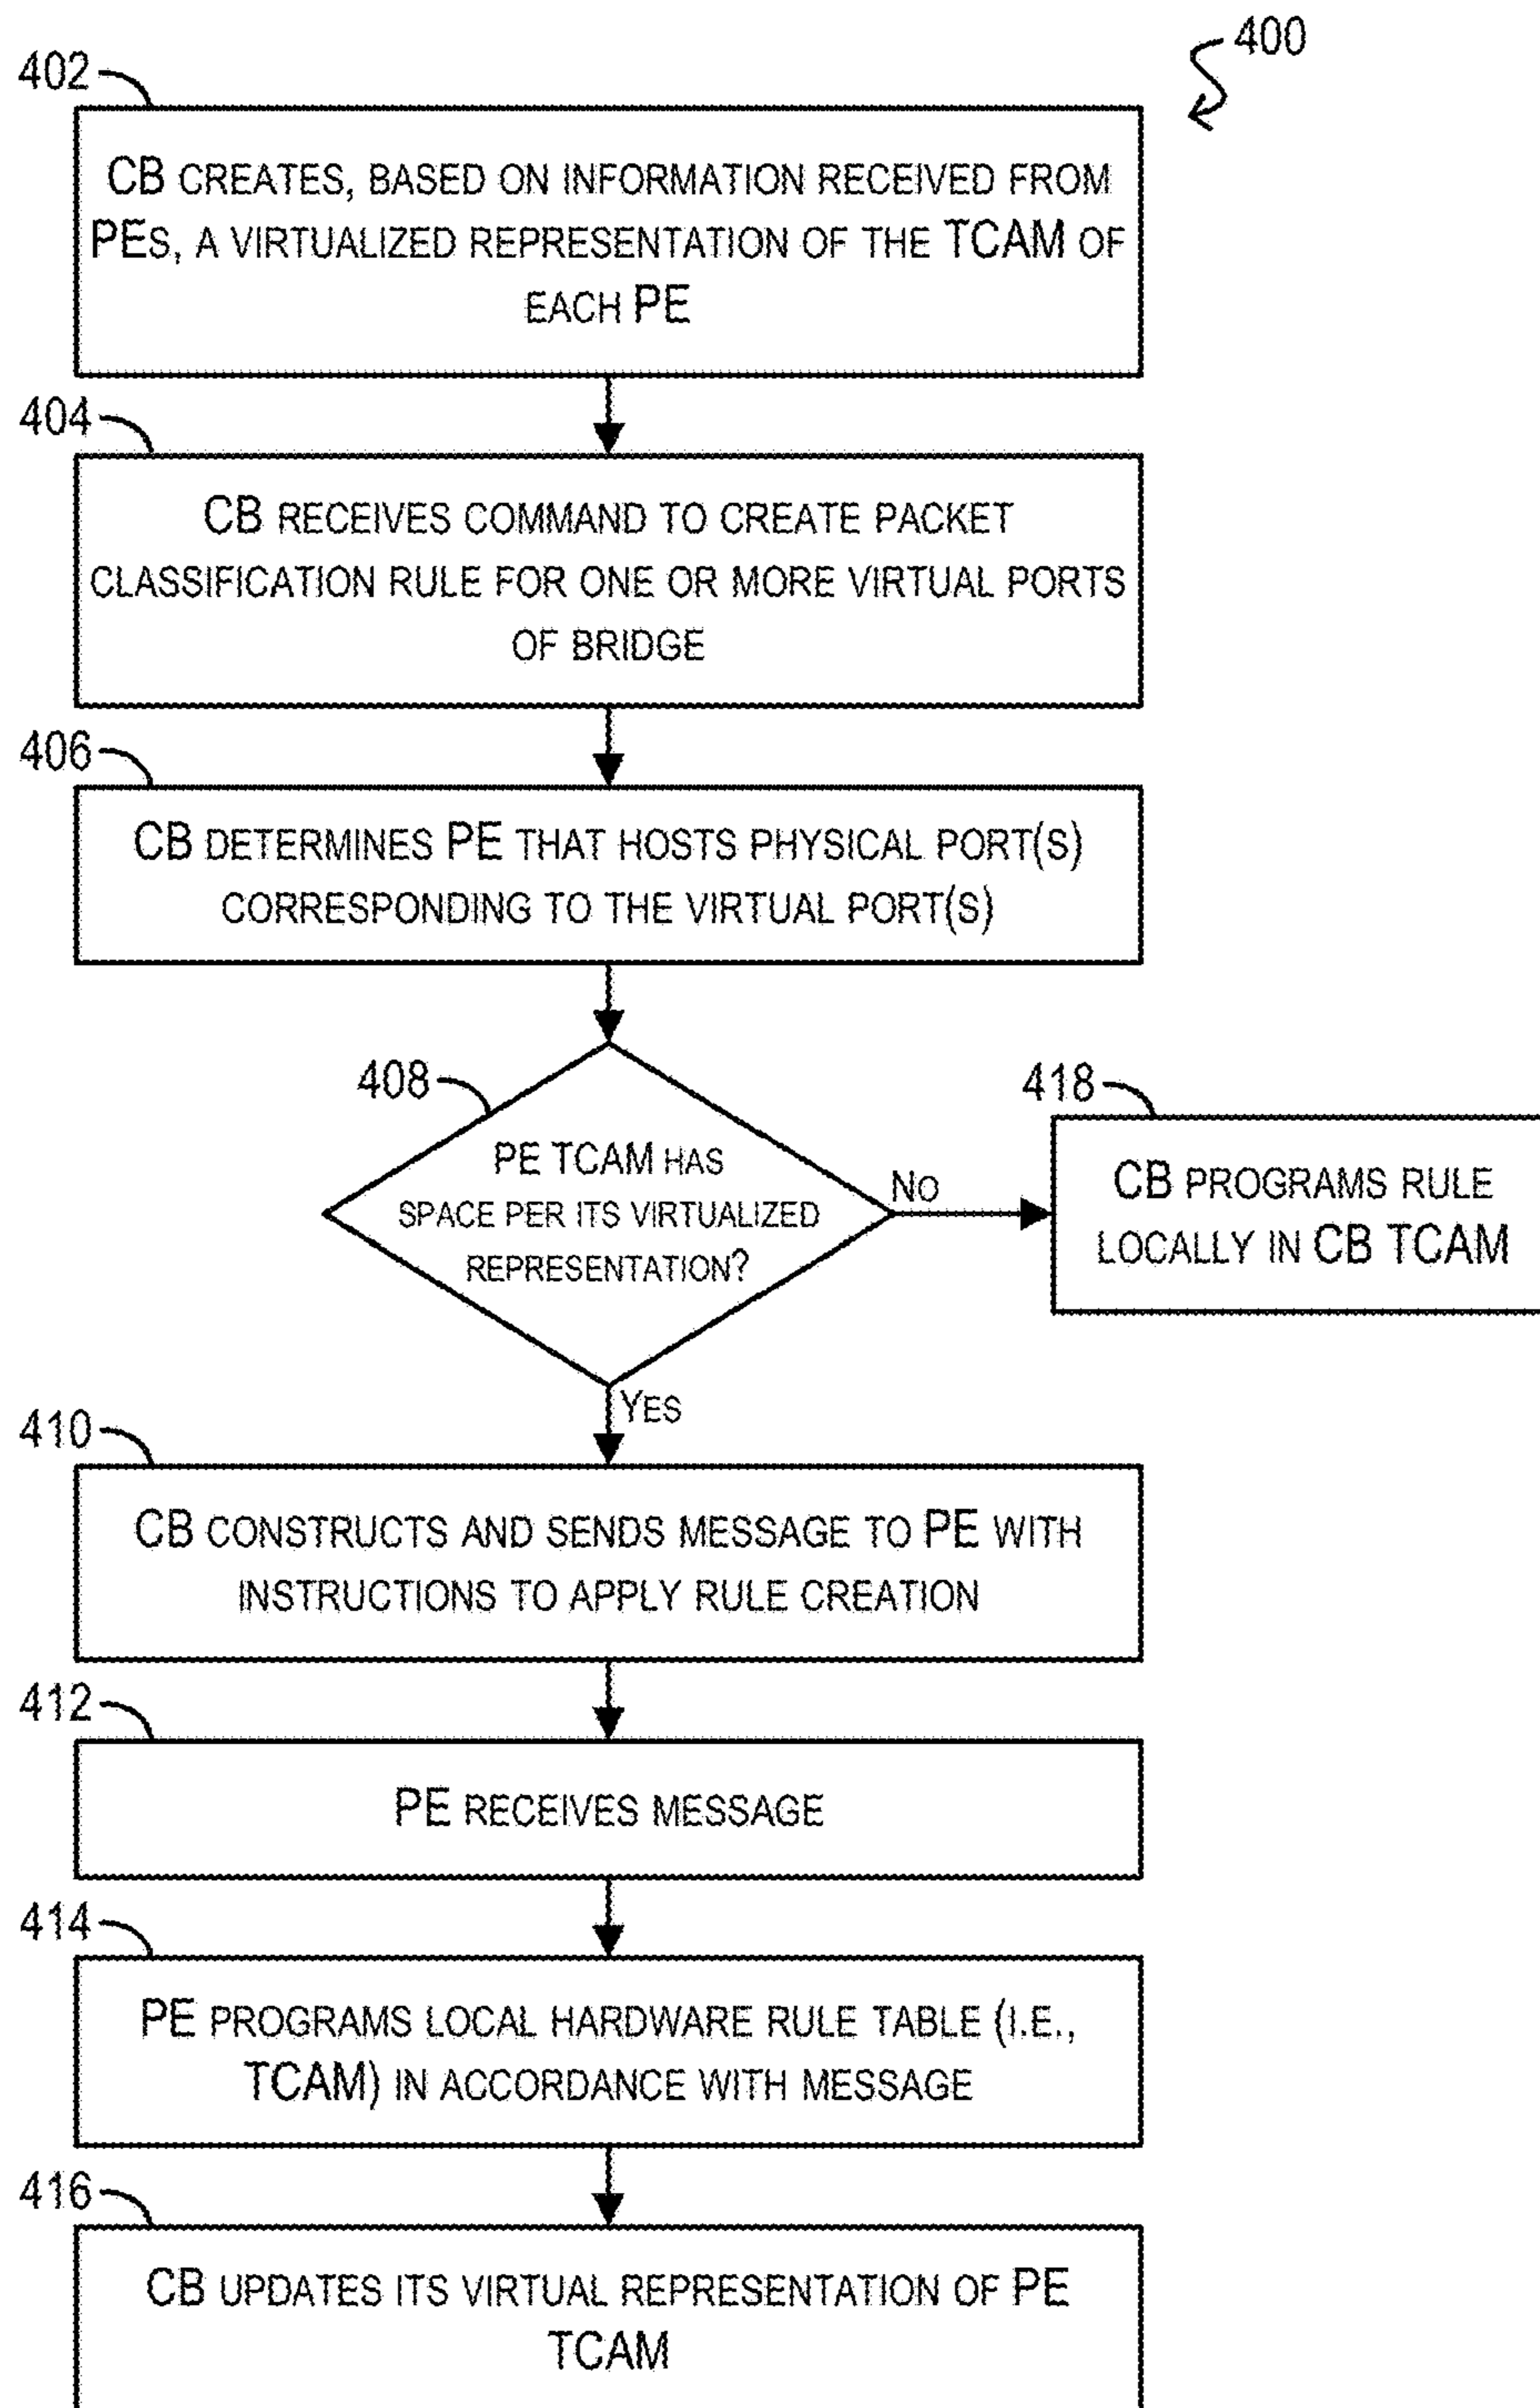 400
402
CB CREATES, BASED ON INFORMATION RECEIVED FROM
PES, A VIRTUALIZED REPRESENTATION OF THE TCAM OF
EACH PE
404
CB RECEIVES COMMAND TO CREATE PACKET
CLASSIFICATION RULE FOR ONE OR MORE VIRTUAL PORTS
OF BRIDGE
406
CB DETERMINES PE THAT HOSTS PHYSICAL PORT(S)
CORRESPONDING TO THE VIRTUAL PORT(S)
408
PE TCAM HAS
SPACE PER ITS VIRTUALIZED
REPRESENTATION?
NO
418
CB PROGRAMS RULE
LOCALLY IN CB TCAM
YES
410
CB CONSTRUCTS AND SENDS MESSAGE TO PE WITH
INSTRUCTIONS TO APPLY RULE CREATION
412
PE RECEIVES MESSAGE
414
PE PROGRAMS LOCAL HARDWARE RULE TABLE (I.E.,
TCAM) IN ACCORDANCE WITH MESSAGE
416
CB UPDATES ITS VIRTUAL REPRESENTATION OF PE
TCAM